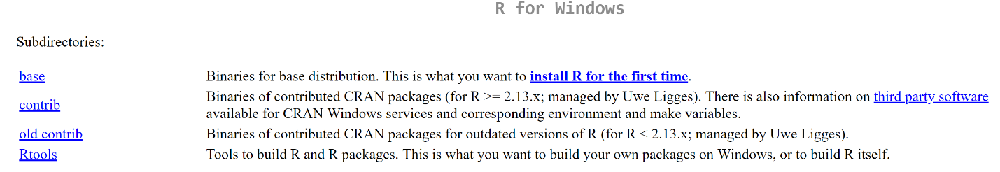 R for Windows
Subdirectories:
base Binaries for base distribution. This is what you want to install R for the first time.
contrib Binaries of contributed CRAN packages (for R >= 2.13.x; managed by Uwe Ligges). There is also information on third party software
available for CRAN Windows services and corresponding environment and make variables.
old contrib Binaries of contributed CRAN packages for outdated versions of R (for R < 2.13.x; managed by Uwe Ligges).
Rtools Tools to build R and R packages. This is what you want to build your own packages on Windows, or to build R itself.